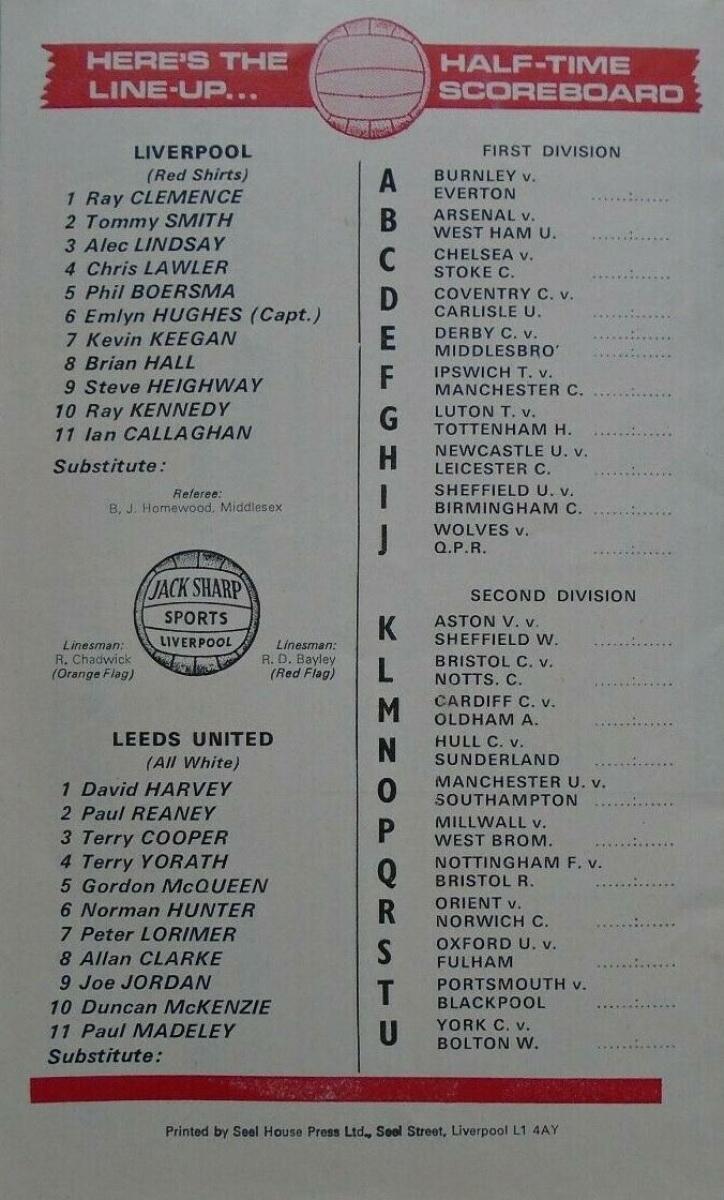 HERE'S THE
LINE-UP...
HALF-TIME
SCOREBOARD
LIVERPOOL
(Red Shirts)
1 Ray CLEMENCE
2 Tommy SMITH
3 Alec LINDSAY
4 Chris LAWLER
5 Phil BOERSMA
6 Emlyn HUGHES (Capt.)
7 Kevin KEEGAN
8 Brian HALL
9 Steve HEIGHWAY
10 Ray KENNEDY
11 Ian CALLAGHAN
Substitute:
Referee:
B. J. Homewood, Middlesex
JACK SHARP
SPORTS
LIVERPOOL
Linesman:
R. Chadwick
(Orange Flag)
Linesman:
R. D. Bayley
(Red Flag)
LEEDS UNITED
(All White)
1 David HARVEY
2 Paul REANEY
3 Terry COOPER
4 Terry YORATH
5 Gordon McQUEEN
6 Norman HUNTER
7 Peter LORIMER
8 Allan CLARKE
9 Joe JORDAN
10 Duncan McKENZIE
11 Paul MADELEY
Substitute:
FIRST DIVISION
A BURNLEY v.
EVERTON ......:......
B ARSENAL v.
WEST HAM U. ......:......
C CHELSEA v.
STOKE C. ......:......
D COVENTRY C. v.
CARLISLE U. ......:......
E DERBY C. v.
MIDDLESBRO' ......:......
F IPSWICH T. v.
MANCHESTER C. ......:......
G LUTON T. v.
TOTTENHAM H. ......:......
H NEWCASTLE U. v.
LEICESTER C. ......:......
I SHEFFIELD U. v.
BIRMINGHAM C. ......:......
J WOLVES v.
Q.P.R. ......:......
SECOND DIVISION
K ASTON V. v.
SHEFFIELD W. ......:......
L BRISTOL C. v.
NOTTS. C. ......:......
M CARDIFF C. v.
OLDHAM A. ......:......
N HULL C. v.
SUNDERLAND ......:......
O MANCHESTER U. v.
SOUTHAMPTON ......:......
P MILLWALL v.
WEST BROM. ......:......
Q NOTTINGHAM F. v.
BRISTOL R. ......:......
R ORIENT v.
NORWICH C. ......:......
S OXFORD U. v.
FULHAM ......:......
T PORTSMOUTH v.
BLACKPOOL ......:......
U YORK C. v.
BOLTON W. ......:......
Printed by Seel House Press Ltd., Seel Street, Liverpool L1 4AY